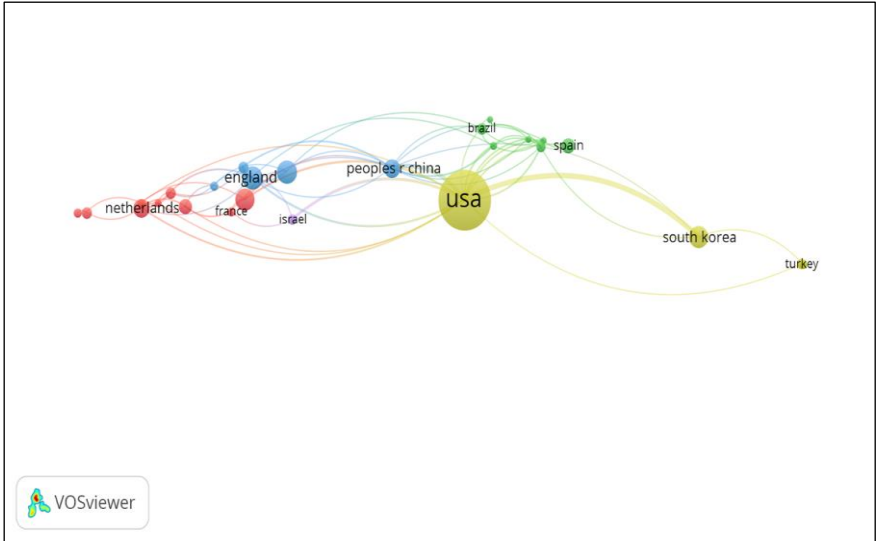 brazil
spain
peoples r china
england
usa
netherlands
france
israel
south korea
turkey
VOSviewer